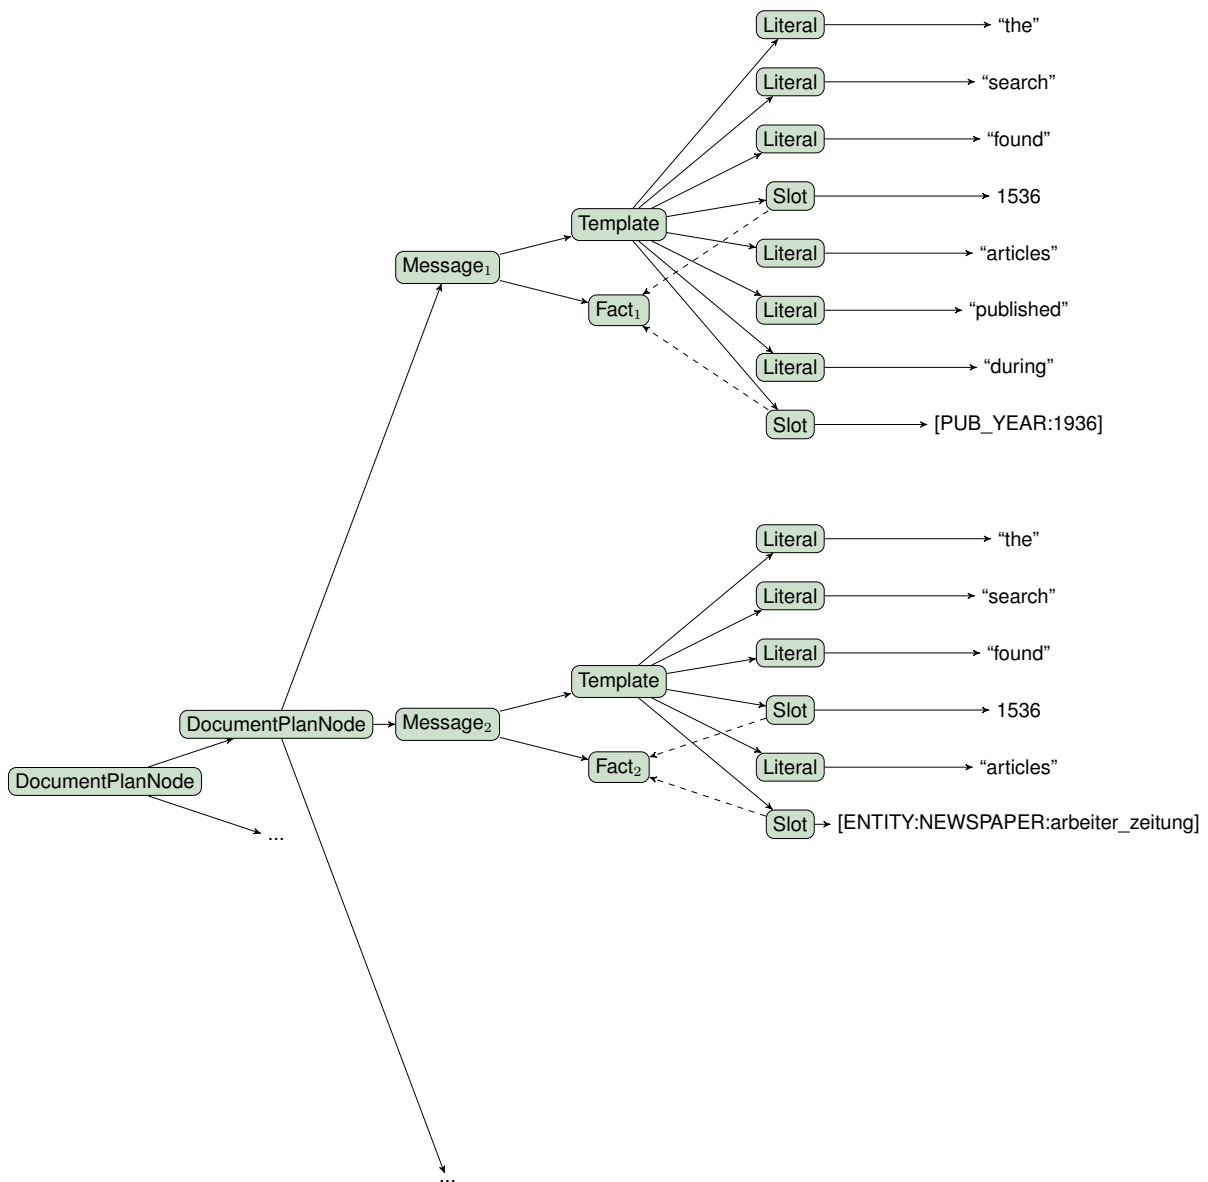 Literal “the”
Literal “search”
Literal “found”
Slot 1536
Template
Literal “articles”
Message₁
Fact₁
Literal “published”
Literal “during”
Slot [PUB_YEAR:1936]
Literal “the”
Literal “search”
Literal “found”
Template
Slot 1536
DocumentPlanNode Message₂
Fact₂
Literal “articles”
DocumentPlanNode
Slot [ENTITY:NEWSPAPER:arbeiter_zeitung]
...
...